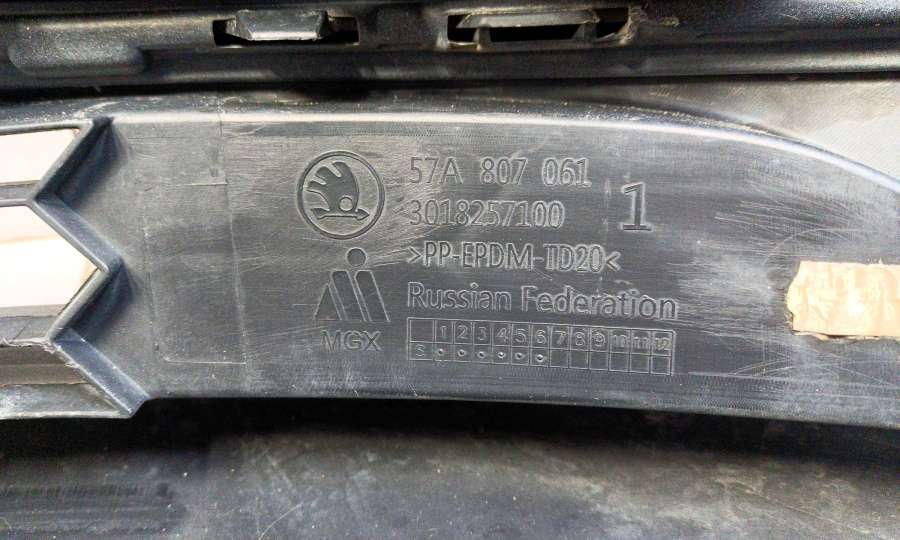 57A 807 061
3018257100 1
>PP-EPDM-TD20<
Russian Federation
MGX
1 2 3 4 5 6 7 8 9 10 11 12